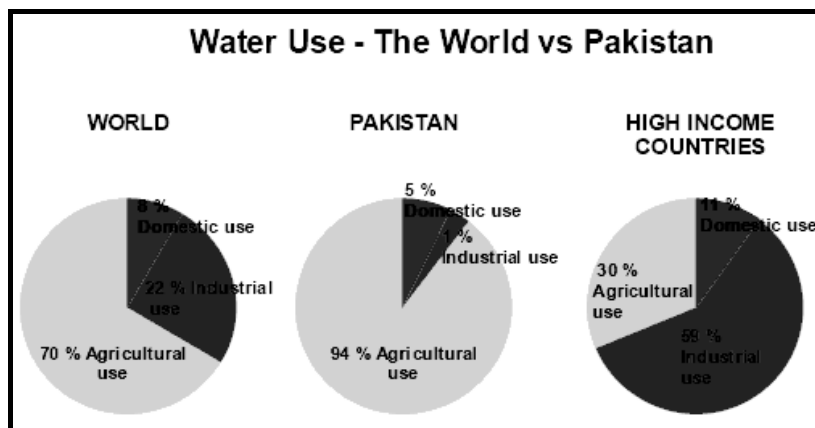 Water Use - The World vs Pakistan
WORLD
8 %
Domestic use
22 % Industrial
use
70 % Agricultural
use
PAKISTAN
5 %
Domestic use
1 %
Industrial use
94 % Agricultural
use
HIGH INCOME
COUNTRIES
11 %
Domestic use
30 %
Agricultural
use
59 %
Industrial
use